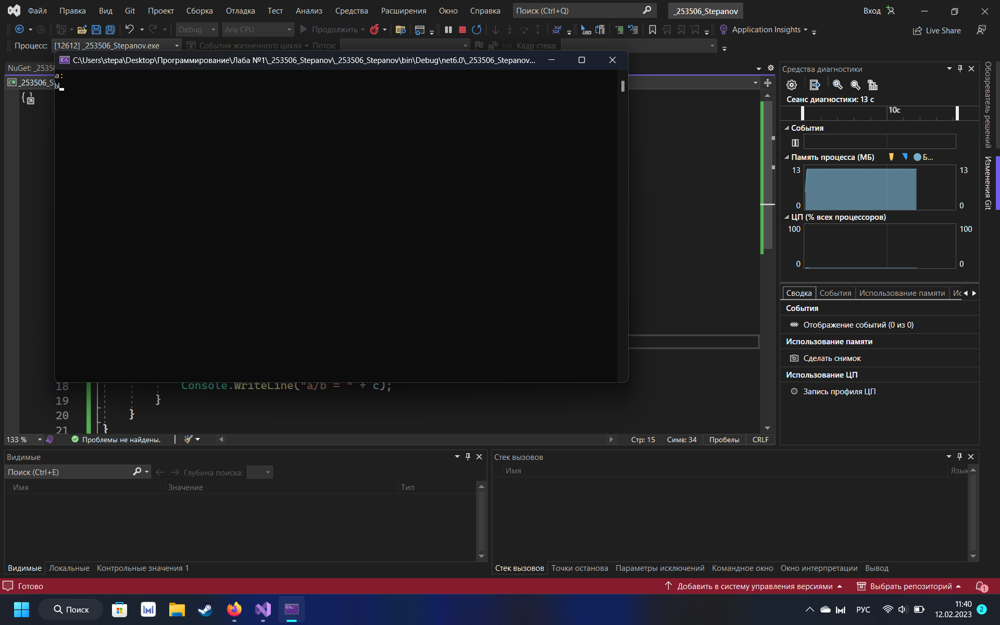 Файл Правка Вид Git Проект Сборка Отладка Тест Анализ Средства Расширения Окно Справка Поиск (Ctrl+Q) _253506_Stepanov Вход
Debug Any CPU Продолжить Application Insights Live Share
Процесс: [12612] _253506_Stepanov.exe События жизненного цикла Поток: Кадр стека:
NuGet: _2535
C:\Users\stepa\Desktop\Программирование\Лаба №1\_253506_Stepanov\_253506_Stepanov\bin\Debug\net6.0\_253506_Stepanov...
C# _253506_S
a:
ы
18 Console.WriteLine("a/b = " + c);
19 }
20 }
21 }
133 % Проблемы не найдены. Стр: 15 Симв: 34 Пробелы CRLF
Средства диагностики
Сеанс диагностики: 13 с
10с
События
Память процесса (МБ) Б...
13 13
0 0
ЦП (% всех процессоров)
100 100
0 0
Сводка События Использование памяти Ис
События
Отображение событий (0 из 0)
Использование памяти
Сделать снимок
Использование ЦП
Запись профиля ЦП
Обозреватель решений
Изменения Git
Видимые
Поиск (Ctrl+E) Глубина поиска:
Имя Значение Тип
Видимые Локальные Контрольные значения 1
Стек вызовов
Имя Язык
Стек вызовов Точки останова Параметры исключений Командное окно Окно интерпретации Вывод
Готово Добавить в систему управления версиями Выбрать репозиторий 1
Поиск РУС 11:40
12.02.2023 2